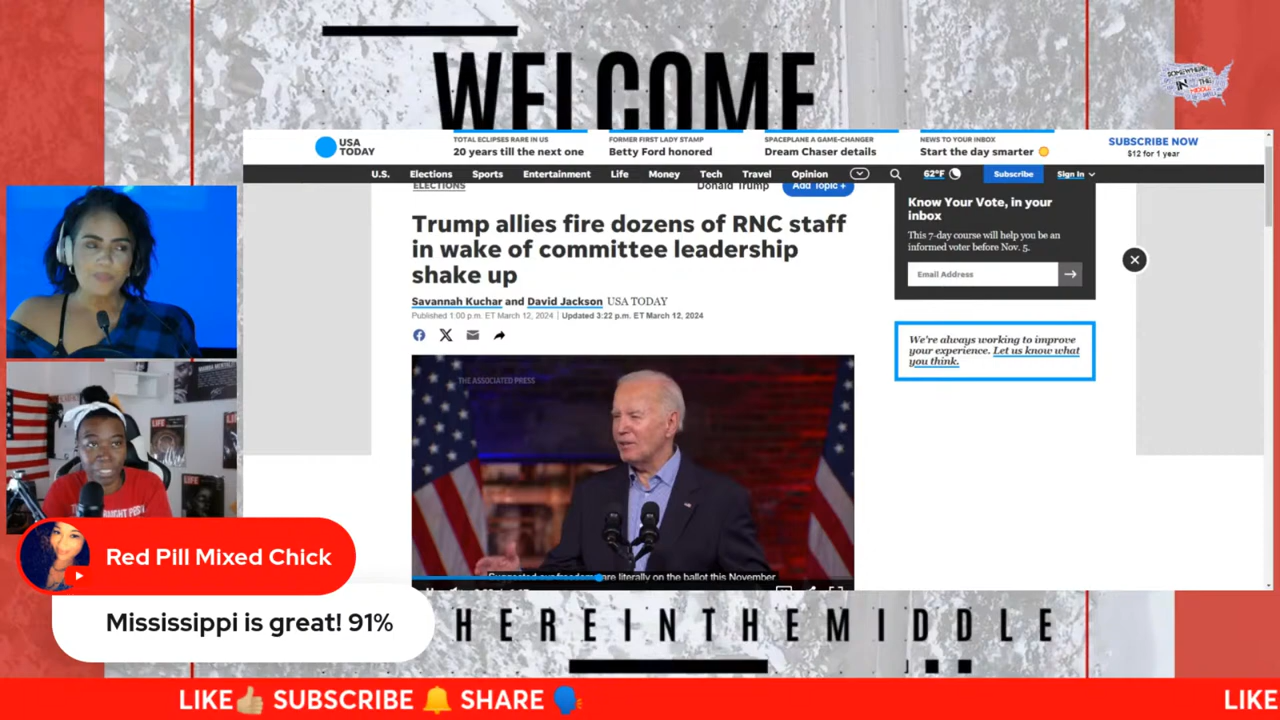 WELCOME
SOMEWHERE
IN THE
MIDDLE
USA
TODAY
TOTAL ECLIPSES RARE IN US
20 years till the next one
FORMER FIRST LADY STAMP
Betty Ford honored
SPACEPLANE A GAME-CHANGER
Dream Chaser details
NEWS TO YOUR INBOX
Start the day smarter
SUBSCRIBE NOW
$12 for 1 year
U.S. Elections Sports Entertainment Life Money Tech Travel Opinion 62°F Subscribe Sign In
ELECTIONS
Donald Trump
Add Topic +
Trump allies fire dozens of RNC staff
in wake of committee leadership
shake up
Savannah Kuchar and David Jackson USA TODAY
Published 1:00 p.m. ET March 12, 2024 | Updated 3:22 p.m. ET March 12, 2024
THE ASSOCIATED PRESS
are literally on the ballot this November
Know Your Vote, in your
inbox
This 7-day course will help you be an
informed voter before Nov. 5.
Email Address
We're always working to improve
your experience. Let us know what
you think.
LIFE
LIFE
Red Pill Mixed Chick
Mississippi is great! 91%
HEREINTHEMIDDLE
LIKE👍🏼 SUBSCRIBE 🔔 SHARE 🗣️
LIKE